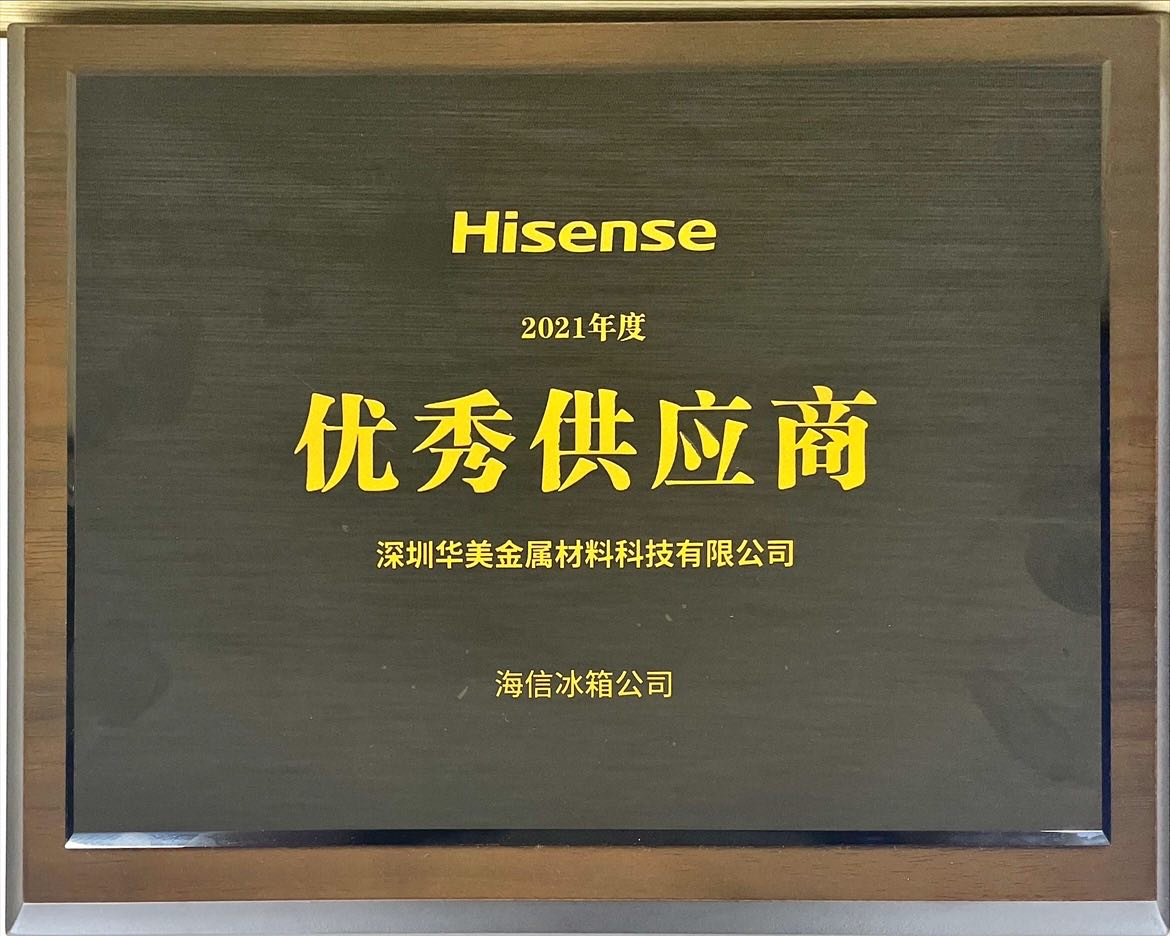 Hisense
2021年度
优秀供应商
深圳华美金属材料科技有限公司
海信冰箱公司